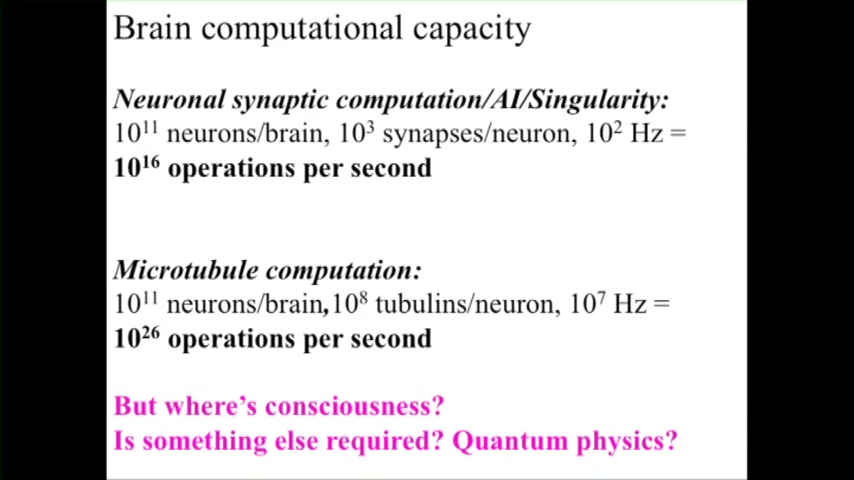 Brain computational capacity
Neuronal synaptic computation/AI/Singularity:
10¹¹ neurons/brain, 10³ synapses/neuron, 10² Hz =
10¹⁶ operations per second
Microtubule computation:
10¹¹ neurons/brain,10⁸ tubulins/neuron, 10⁷ Hz =
10²⁶ operations per second
But where’s consciousness?
Is something else required? Quantum physics?